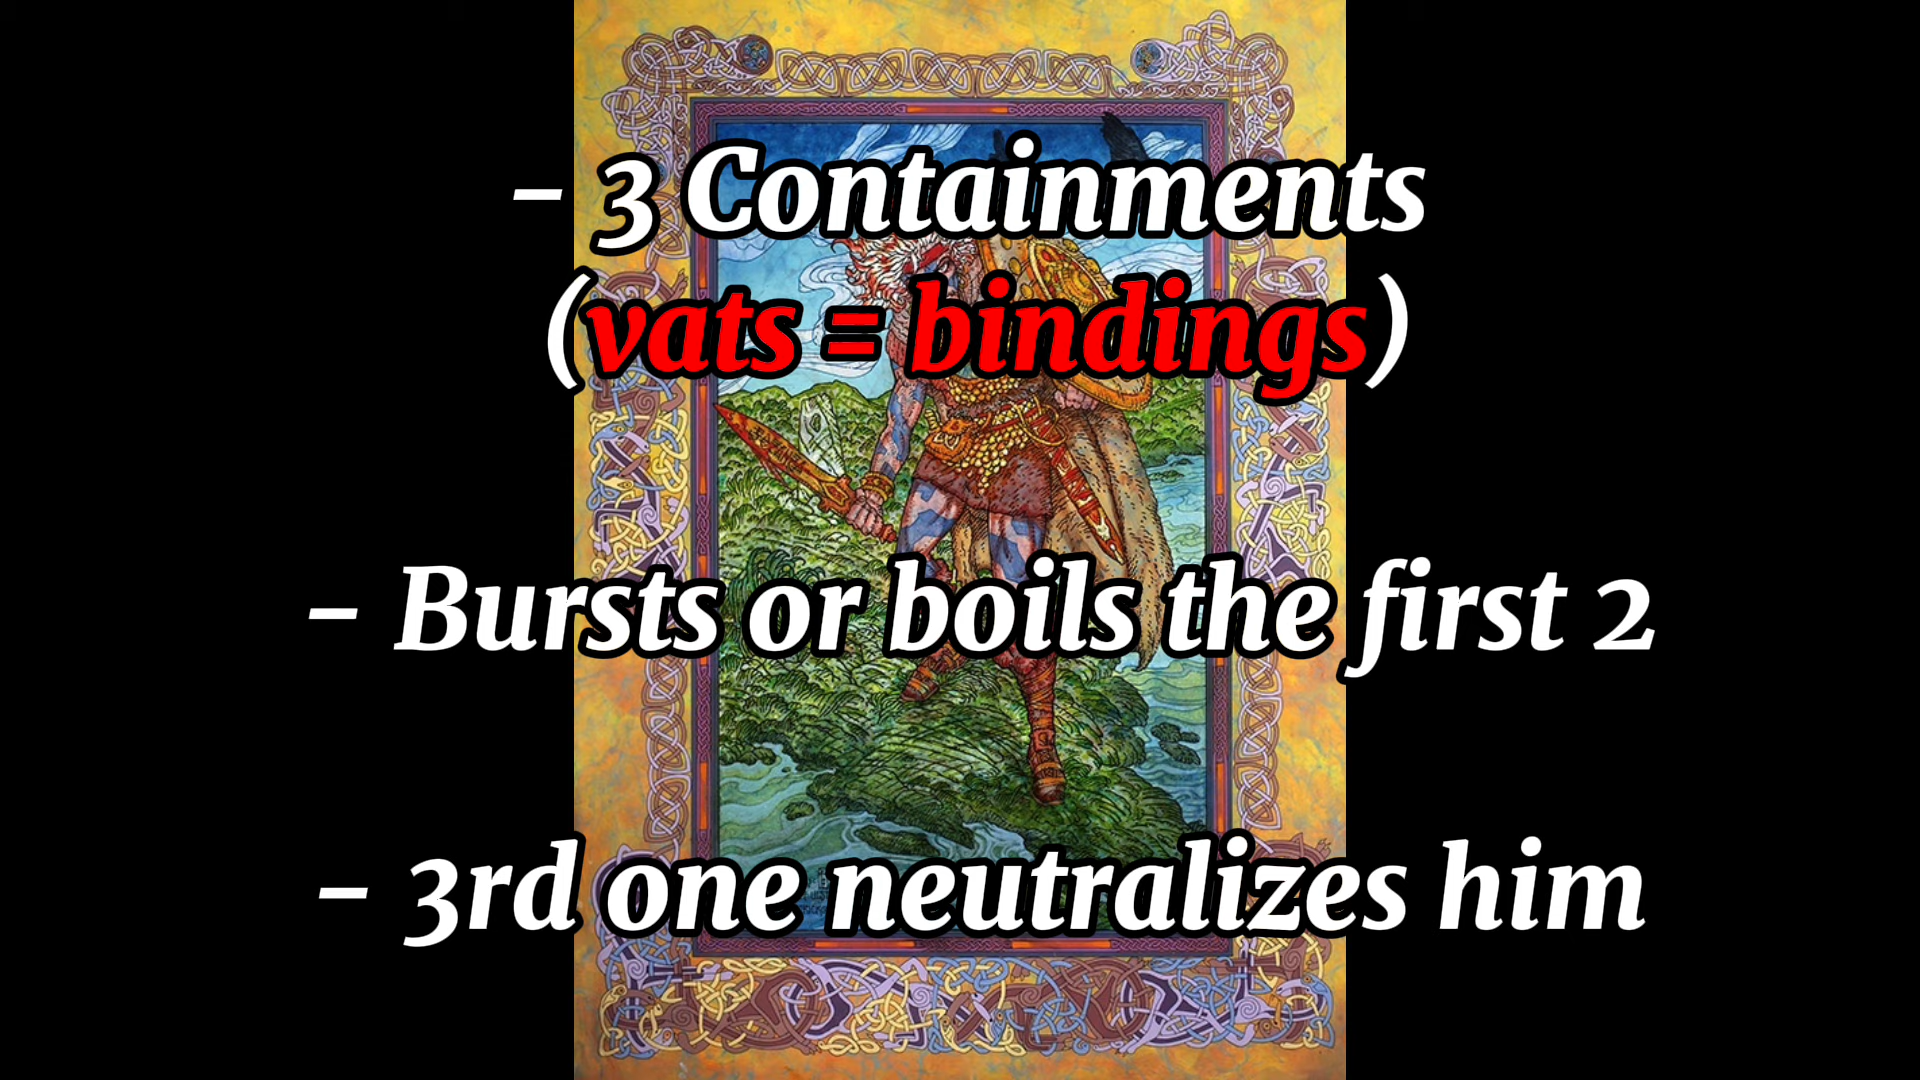 - 3 Containments
(vats = bindings)
- Bursts or boils the first 2
- 3rd one neutralizes him